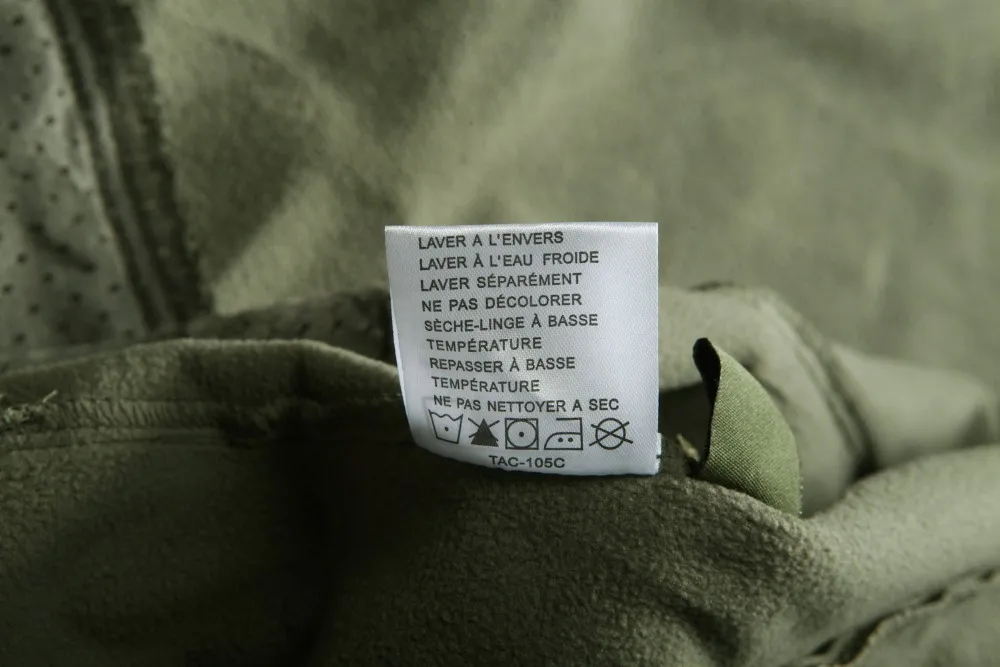 LAVER A L'ENVERS
LAVER À L'EAU FROIDE
LAVER SÉPARÉMENT
NE PAS DÉCOLORER
SÈCHE-LINGE À BASSE
TEMPÉRATURE
REPASSER À BASSE
TEMPÉRATURE
NE PAS NETTOYER A SEC
TAC-105C